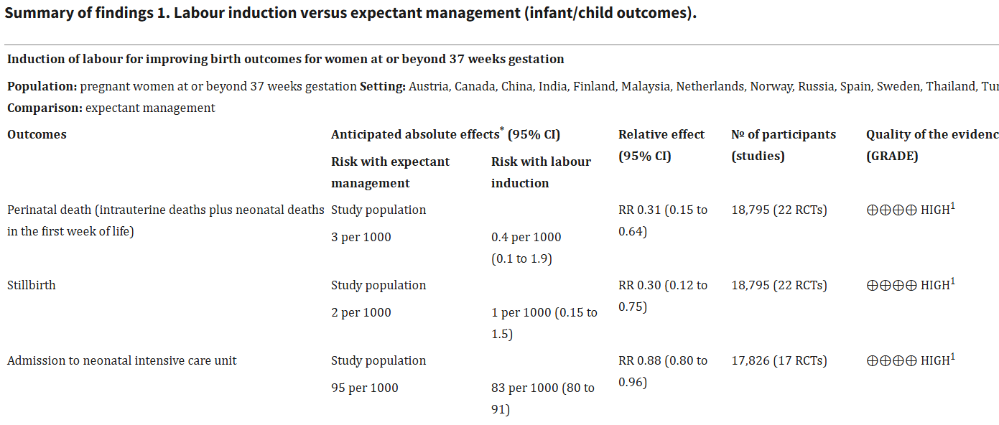 Summary of findings 1. Labour induction versus expectant management (infant/child outcomes).
Induction of labour for improving birth outcomes for women at or beyond 37 weeks gestation
Population: pregnant women at or beyond 37 weeks gestation Setting: Austria, Canada, China, India, Finland, Malaysia, Netherlands, Norway, Russia, Spain, Sweden, Thailand, Tur
Comparison: expectant management
Outcomes Anticipated absolute effects* (95% CI) Relative effect № of participants Quality of the evidenc
(95% CI) (studies) (GRADE)
Risk with expectant Risk with labour
management induction
Perinatal death (intrauterine deaths plus neonatal deaths Study population RR 0.31 (0.15 to 18,795 (22 RCTs) ⊕⊕⊕⊕ HIGH1
in the first week of life) 0.64)
3 per 1000 0.4 per 1000
(0.1 to 1.9)
Stillbirth Study population RR 0.30 (0.12 to 18,795 (22 RCTs) ⊕⊕⊕⊕ HIGH1
0.75)
2 per 1000 1 per 1000 (0.15 to
1.5)
Admission to neonatal intensive care unit Study population RR 0.88 (0.80 to 17,826 (17 RCTs) ⊕⊕⊕⊕ HIGH1
0.96)
95 per 1000 83 per 1000 (80 to
91)